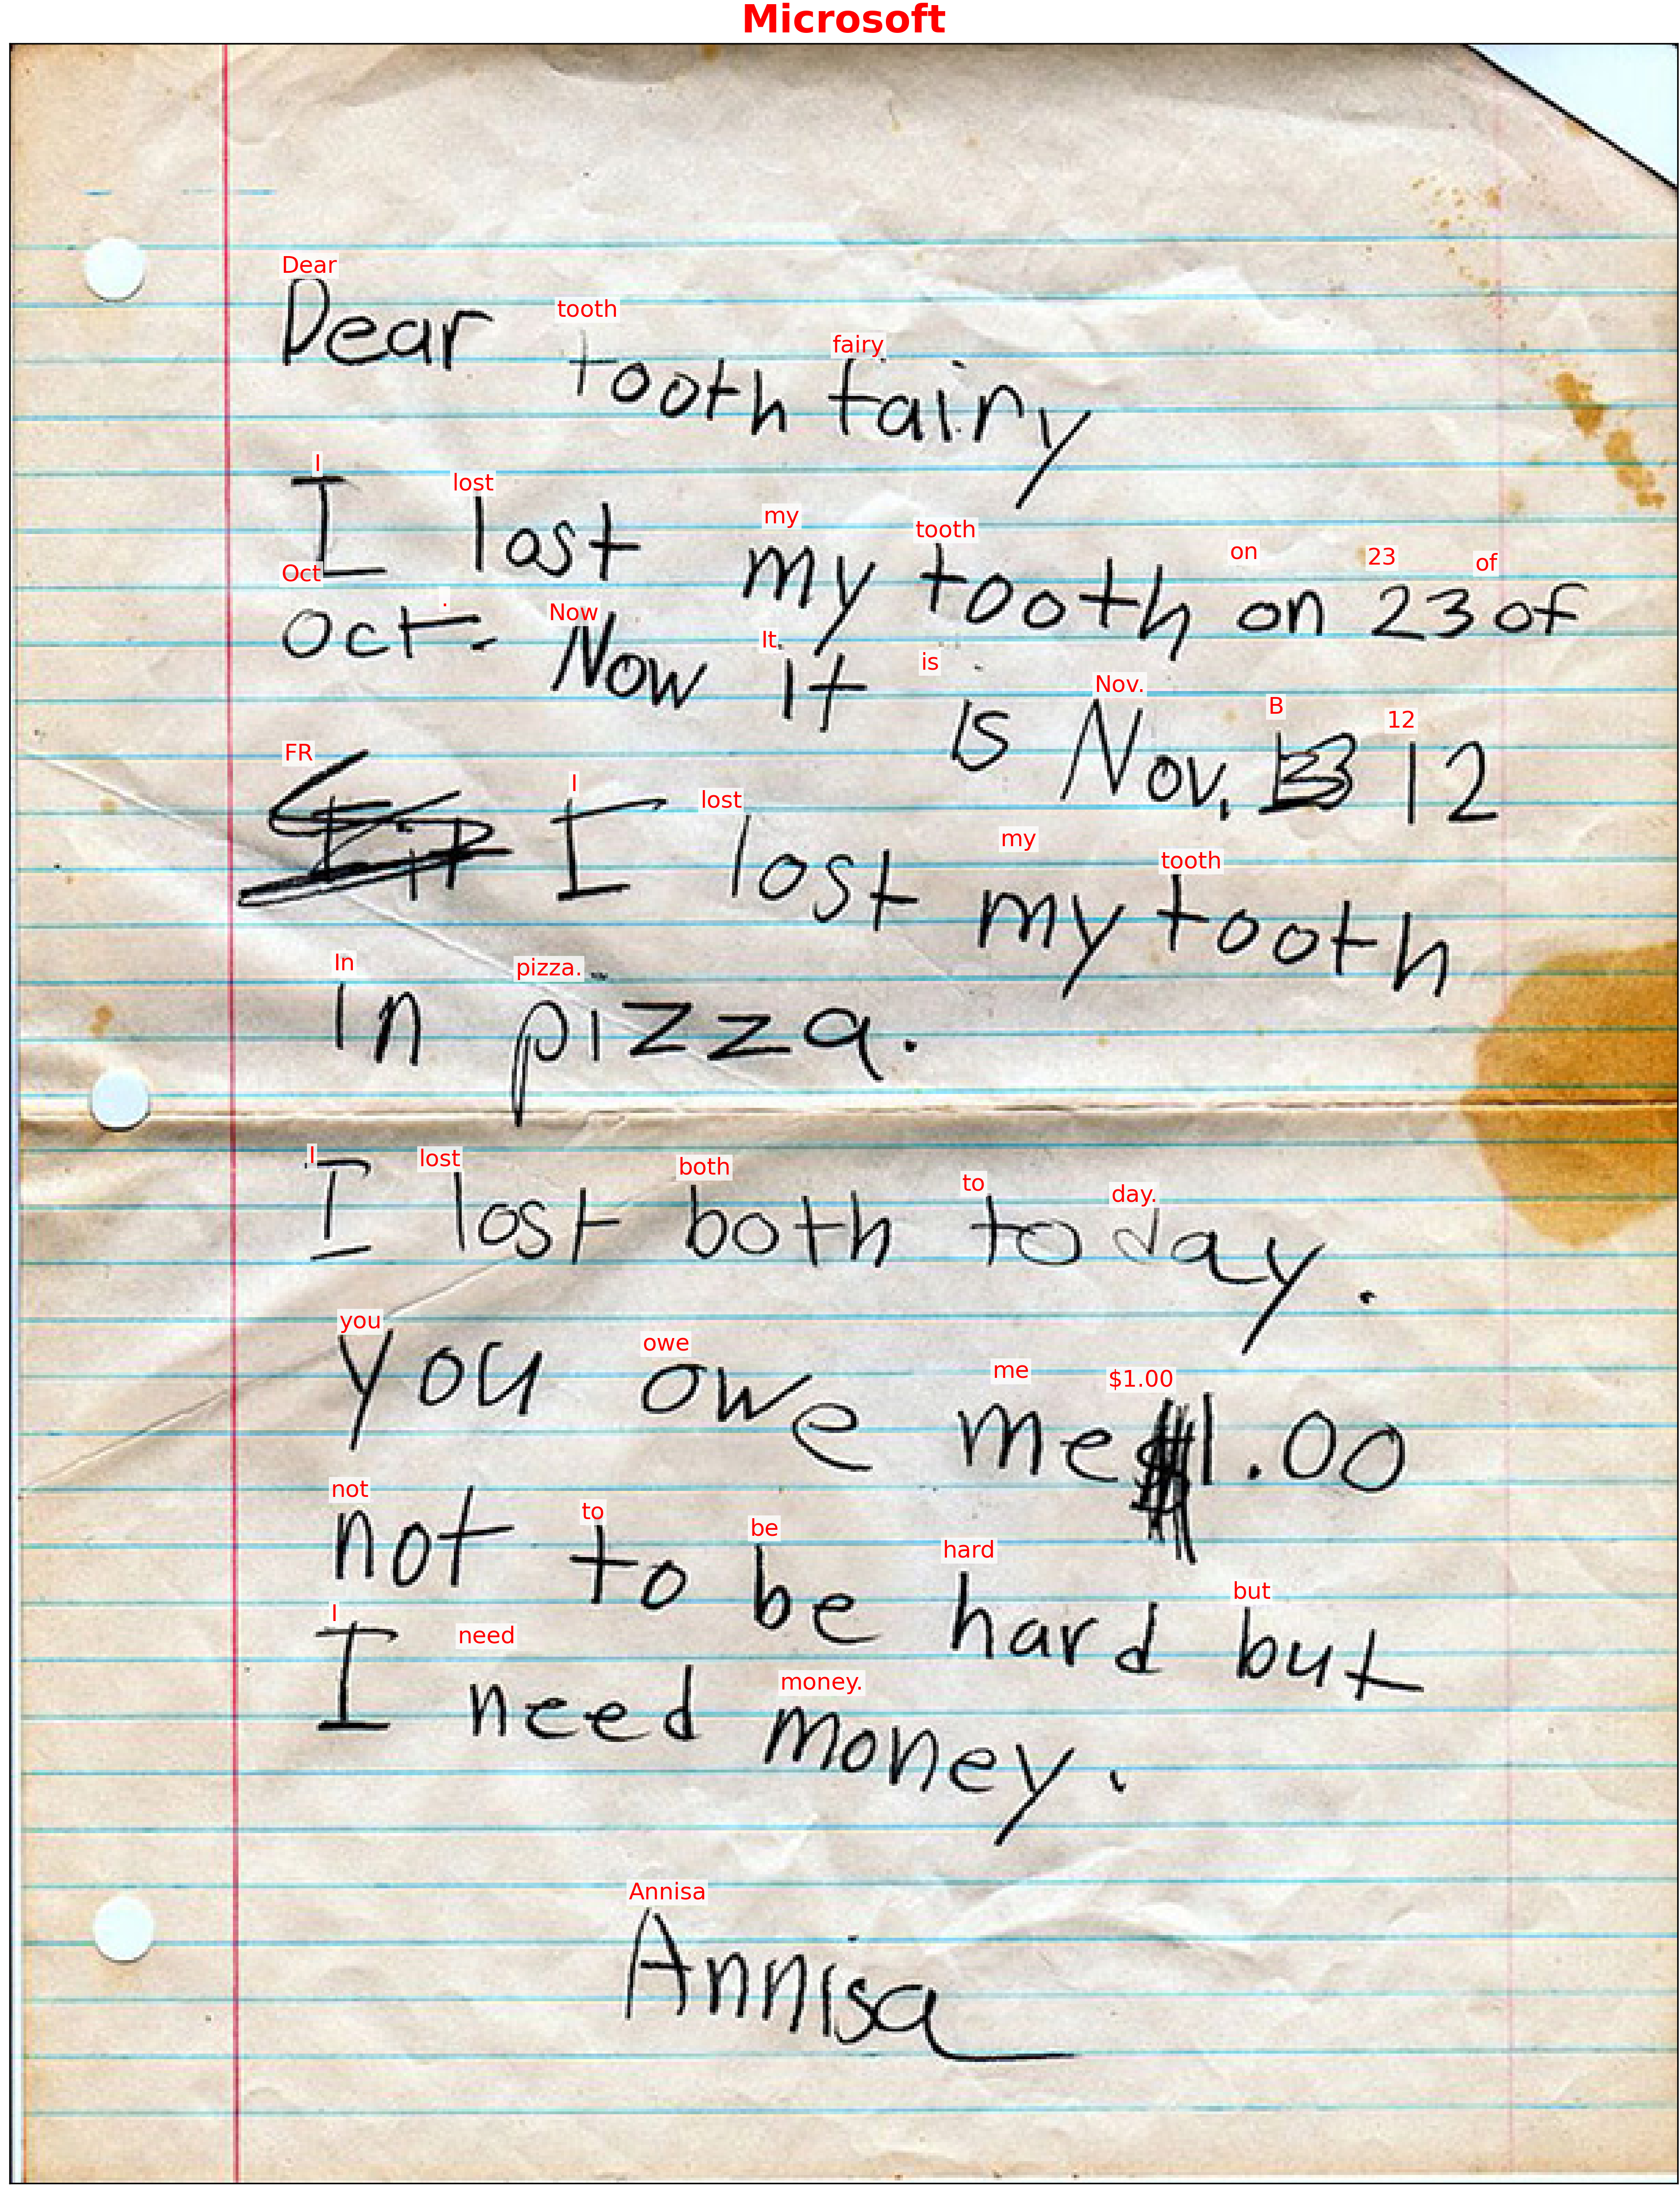 Microsoft
Dear
tooth
fairy
Dear tooth fairy
I
lost
my
tooth
on
23
of
I lost my tooth on 23 of
Oct
.
Now
It
is
Nov.
B
12
oct. Now it is Nov. 12
FR
I
lost
my
tooth
I lost my tooth
In
pizza.
in pizza.
I
lost
both
to
day.
I lost both today.
you
owe
me
$1.00
you owe me $1.00
not
to
be
hard
but
not to be hard but
I
need
money.
I need money.
Annisa
Annisa